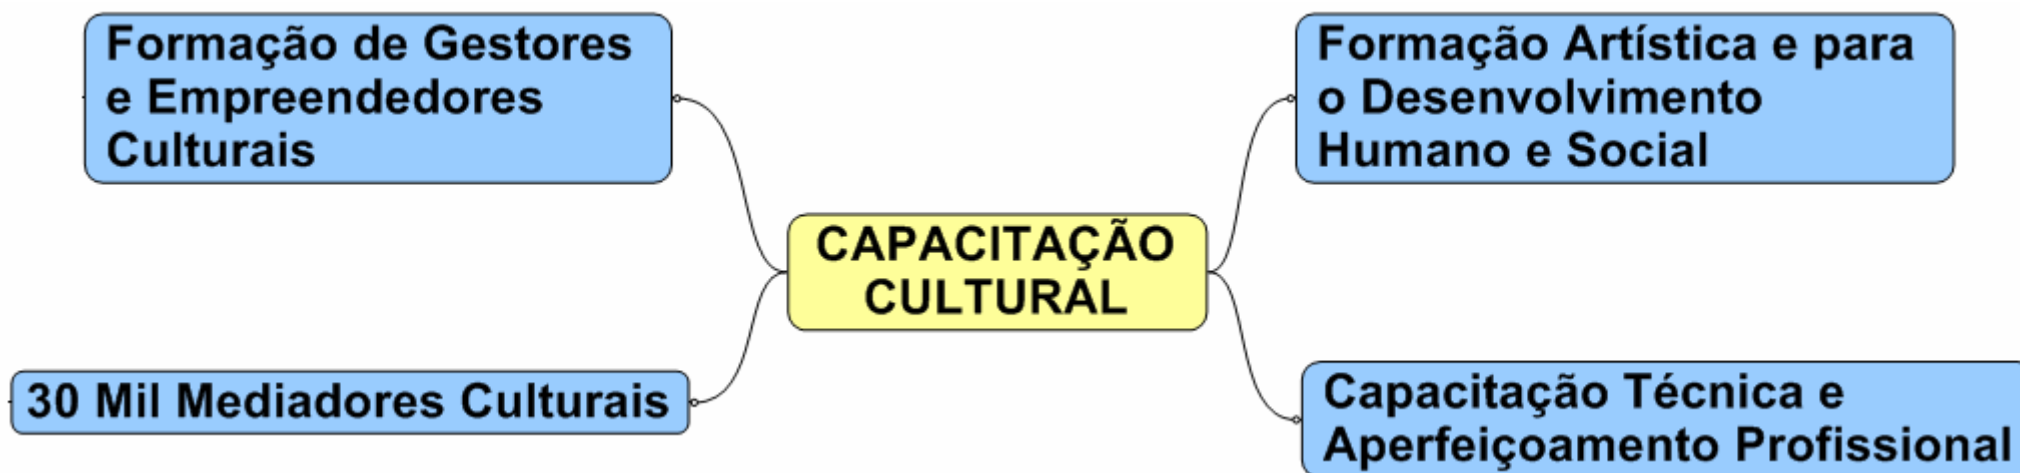 Formação de Gestores
e Empreendedores
Culturais
Formação Artística e para
o Desenvolvimento
Humano e Social
CAPACITAÇÃO
CULTURAL
30 Mil Mediadores Culturais
Capacitação Técnica e
Aperfeiçoamento Profissional